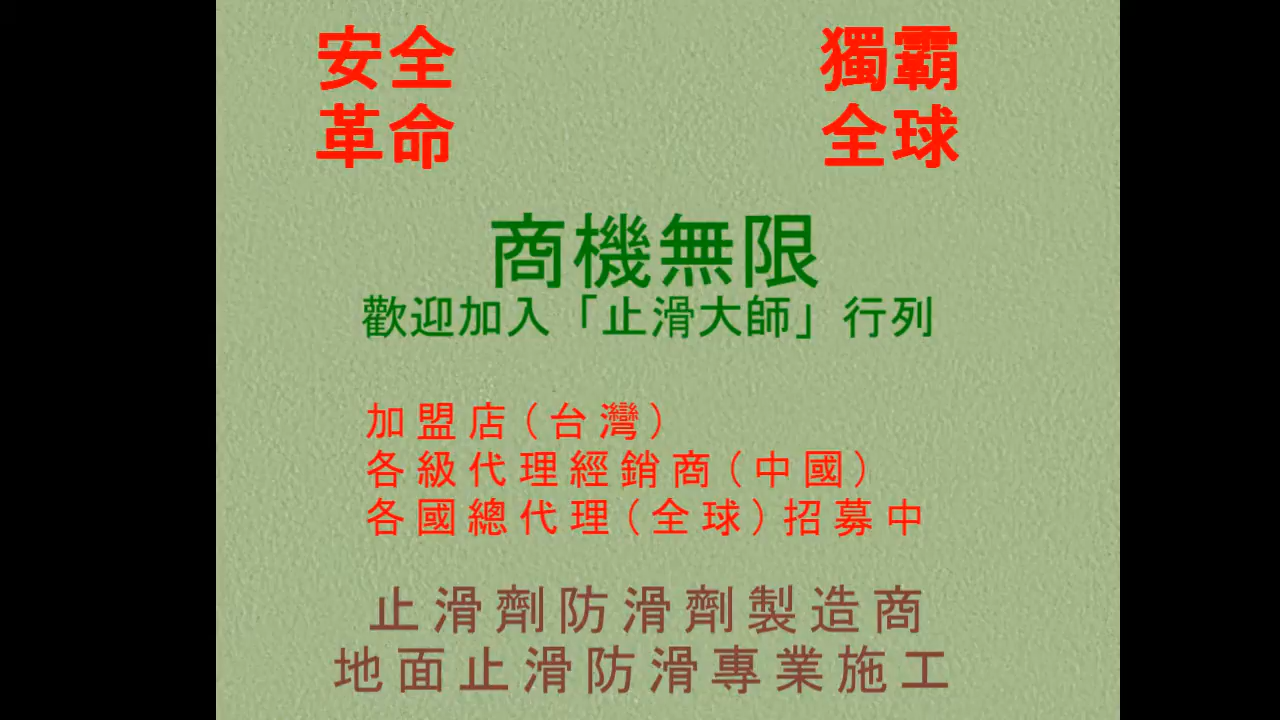 安全 獨霸
革命 全球
商機無限
歡迎加入「止滑大師」行列
加盟店(台灣)
各級代理經銷商(中國)
各國總代理(全球)招募中
止滑劑防滑劑製造商
地面止滑防滑專業施工